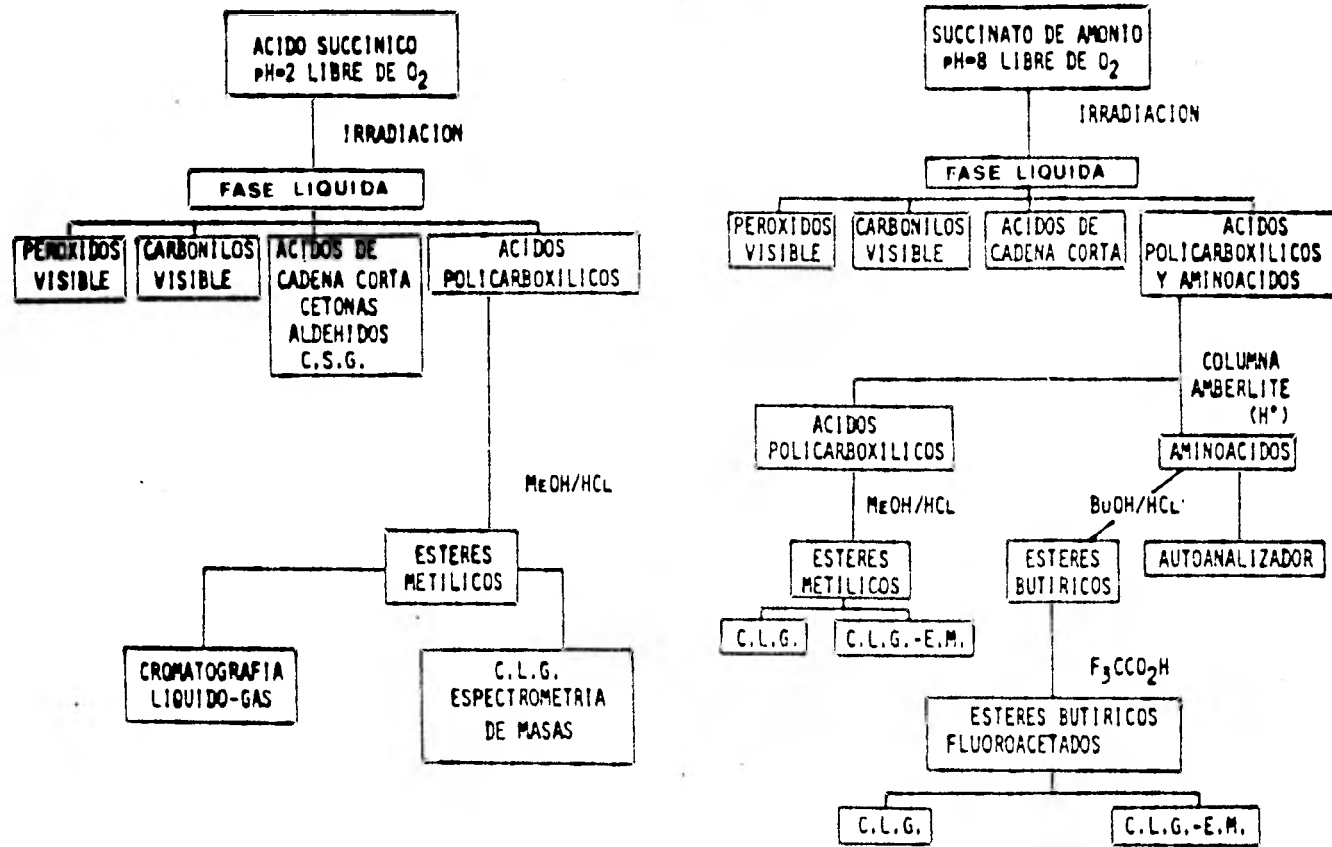 ACIDO SUCCINICO
pH=2 LIBRE DE O2
IRRADIACION
FASE LIQUIDA
PEROXIDOS
VISIBLE
CARBONILOS
VISIBLE
ACIDOS DE
CADENA CORTA
CETONAS
ALDEHIDOS
C.S.G.
ACIDOS
POLICARBOXILICOS
MEOH/HCL
ESTERES
METILICOS
CROMATOGRAFIA
LIQUIDO-GAS
C.L.G.
ESPECTROMETRIA
DE MASAS
SUCCINATO DE AMONIO
pH=8 LIBRE DE O2
IRRADIACION
FASE LIQUIDA
PEROXIDOS
VISIBLE
CARBONILOS
VISIBLE
ACIDOS DE
CADENA CORTA
ACIDOS
POLICARBOXILICOS
Y AMINOACIDOS
COLUMNA
AMBERLITE
(H+)
ACIDOS
POLICARBOXILICOS
AMINOACIDOS
MEOH/HCL
BUOH/HCL
ESTERES
METILICOS
ESTERES
BUTIRICOS
AUTOANALIZADOR
C.L.G.
C.L.G.-E.M.
F3CCO2H
ESTERES BUTIRICOS
FLUOROACETADOS
C.L.G.
C.L.G.-E.M.